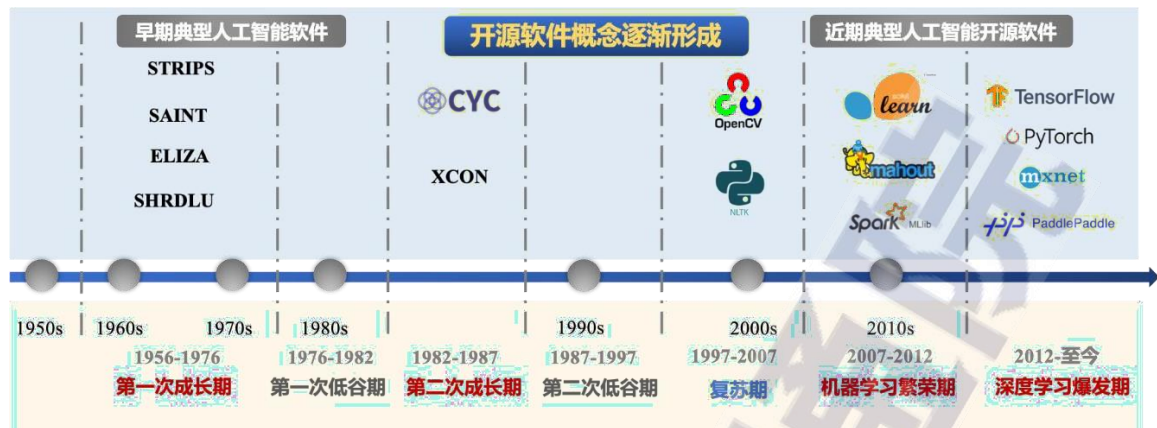 早期典型人工智能软件
开源软件概念逐渐形成
近期典型人工智能开源软件
STRIPS
SAINT
ELIZA
SHRDLU
CYC
XCON
OpenCV
NLTK
learn
mahout
Spark MLlib
TensorFlow
PyTorch
mxnet
PaddlePaddle
1950s
1960s
1970s
1980s
1990s
2000s
2010s
1956-1976
1976-1982
1982-1987
1987-1997
1997-2007
2007-2012
2012-至今
第一次成长期
第一次低谷期
第二次成长期
第二次低谷期
复苏期
机器学习繁荣期
深度学习爆发期